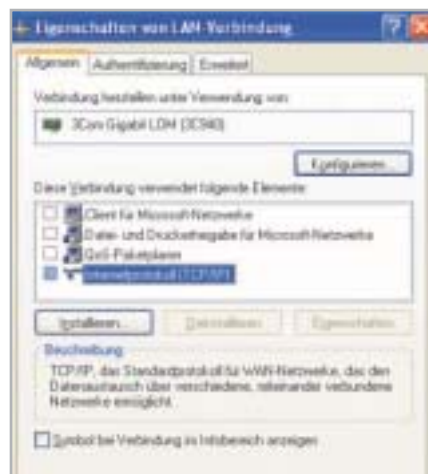 Eigenschaften von LAN-Verbindung
Allgemein Authentifizierung Erweitert
Verbindung herstellen unter Verwendung von:
3Com Gigabit LOM (3C940)
Konfigurieren...
Diese Verbindung verwendet folgende Elemente:
Client für Microsoft-Netzwerke
Datei- und Druckerfreigabe für Microsoft-Netzwerke
QoS-Paketplaner
Internetprotokoll (TCP/IP)
Installieren... Deinstallieren Eigenschaften
Beschreibung
TCP/IP, das Standardprotokoll für WAN-Netzwerke, das den
Datenaustausch über verschiedene, miteinander verbundene
Netzwerke ermöglicht.
Symbol bei Verbindung im Infobereich anzeigen